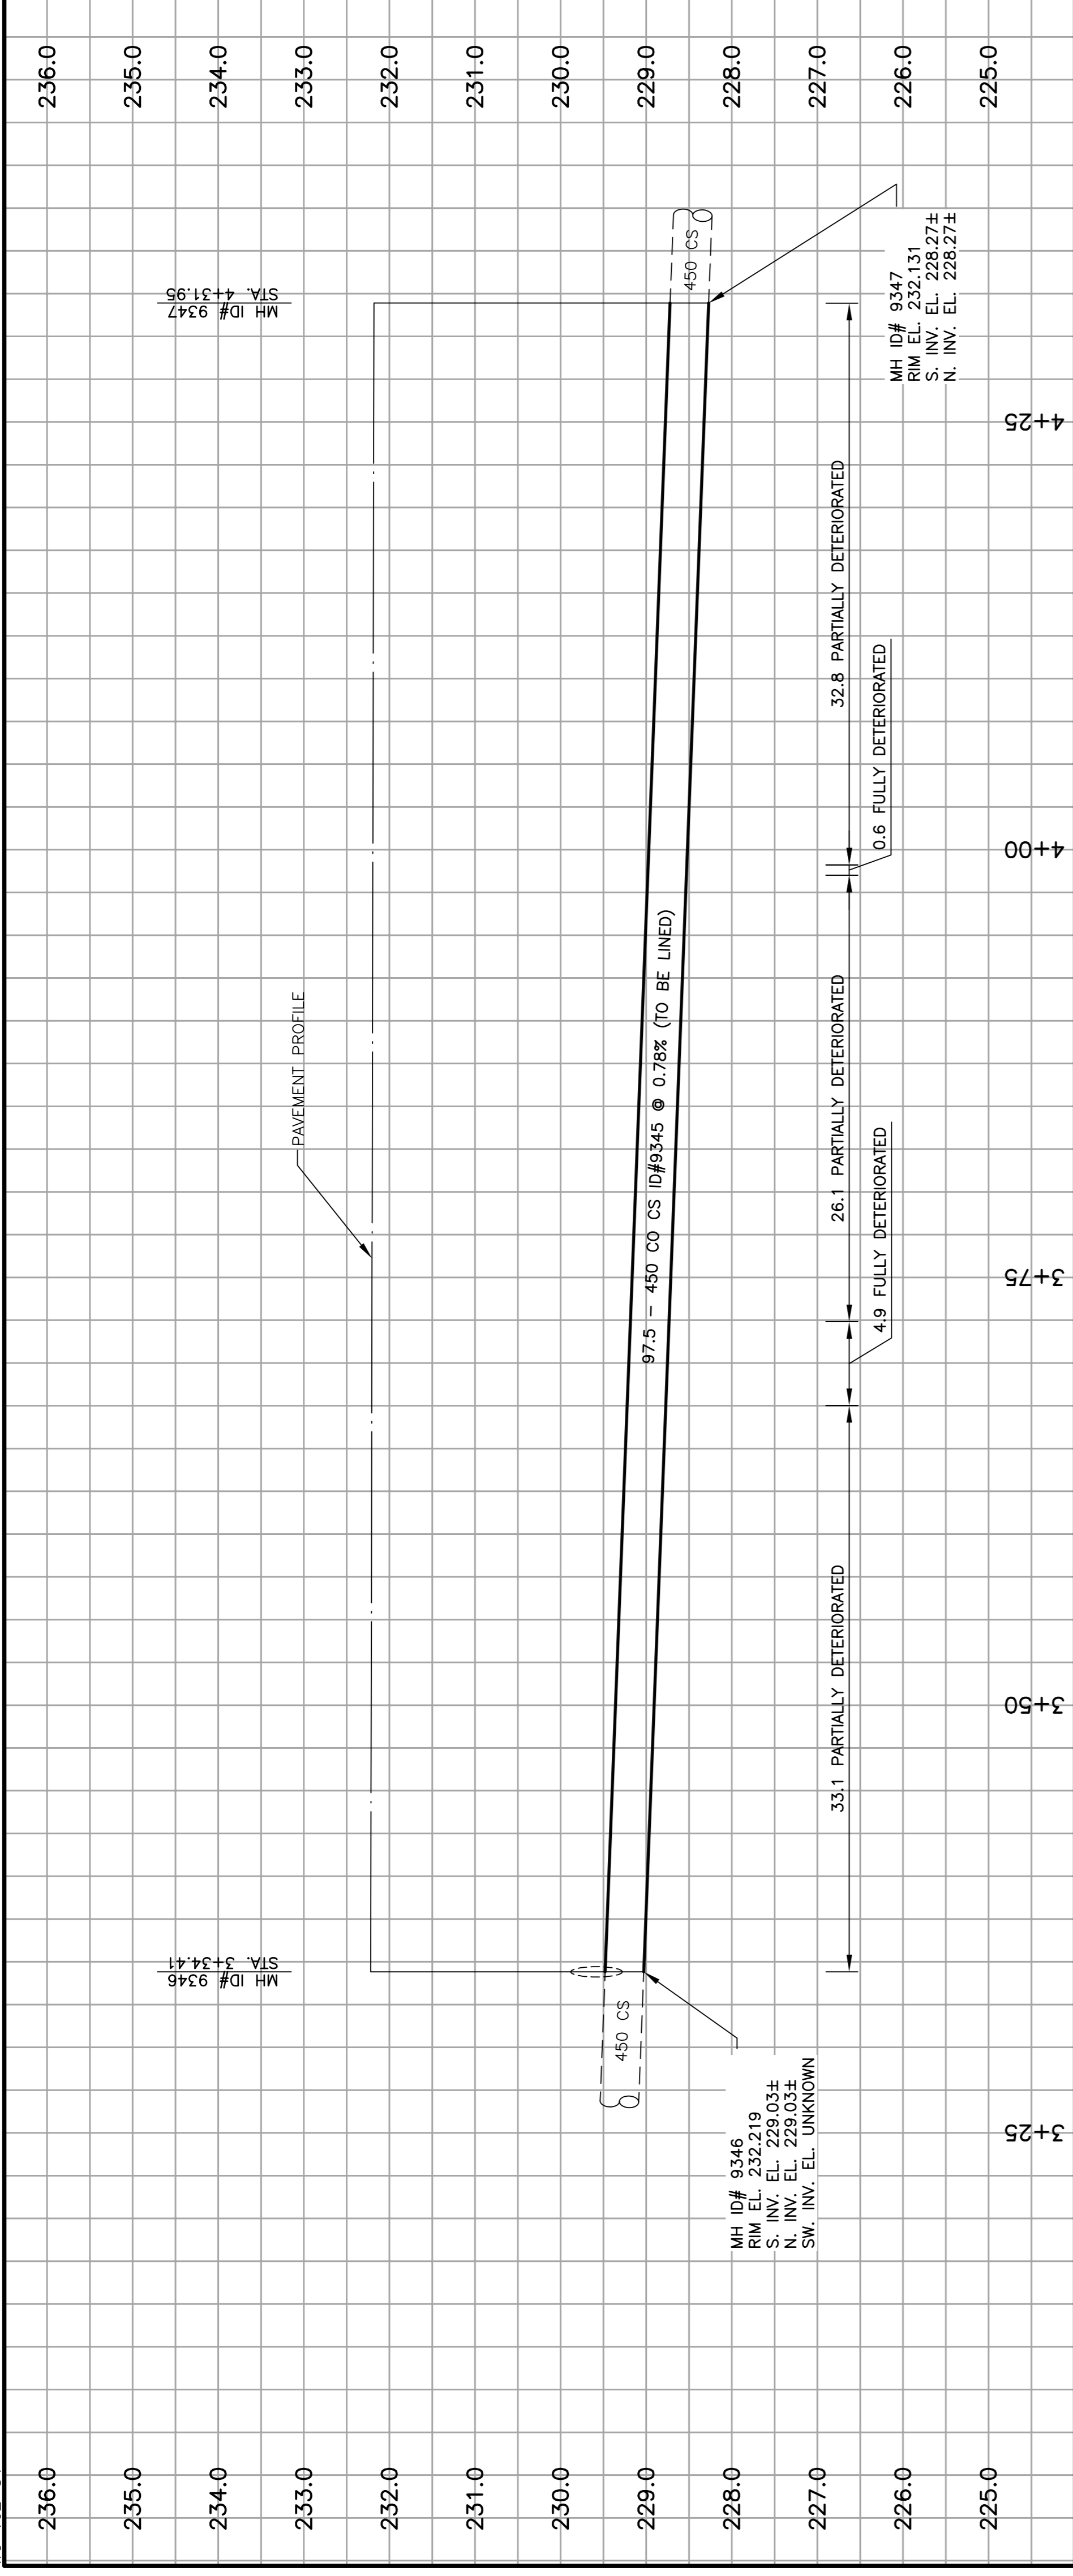 236.0
236.0
235.0
235.0
234.0
234.0
MH ID# 9346
STA. 3+34.41
MH ID# 9347
STA. 4+31.95
233.0
233.0
PAVEMENT PROFILE
232.0
232.0
231.0
231.0
230.0
230.0
450 CS
450 CS
97.5 - 450 CO CS ID#9345 @ 0.78% (TO BE LINED)
229.0
229.0
228.0
228.0
MH ID# 9346
RIM EL. 232.219
S. INV. EL. 229.03±
N. INV. EL. 229.03±
SW. INV. EL. UNKNOWN
227.0
227.0
33.1 PARTIALLY DETERIORATED
26.1 PARTIALLY DETERIORATED
32.8 PARTIALLY DETERIORATED
4.9 FULLY DETERIORATED
0.6 FULLY DETERIORATED
MH ID# 9347
RIM EL. 232.131
S. INV. EL. 228.27±
N. INV. EL. 228.27±
226.0
226.0
225.0
225.0
3+25
3+50
3+75
4+00
4+25